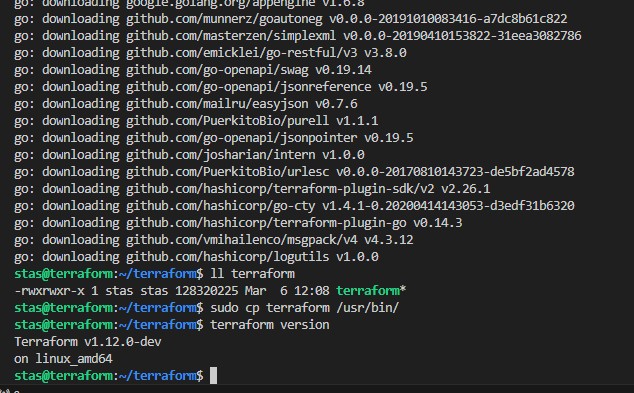 go: downloading google.golang.org/appengine v1.6.8
go: downloading github.com/munnerz/goautoneg v0.0.0-20191010083416-a7dc8b61c822
go: downloading github.com/masterzen/simplexml v0.0.0-20190410153822-31eea3082786
go: downloading github.com/emicklei/go-restful/v3 v3.8.0
go: downloading github.com/go-openapi/swag v0.19.14
go: downloading github.com/go-openapi/jsonreference v0.19.5
go: downloading github.com/mailru/easyjson v0.7.6
go: downloading github.com/PuerkitoBio/purell v1.1.1
go: downloading github.com/go-openapi/jsonpointer v0.19.5
go: downloading github.com/josharian/intern v1.0.0
go: downloading github.com/PuerkitoBio/urlesc v0.0.0-20170810143723-de5bf2ad4578
go: downloading github.com/hashicorp/terraform-plugin-sdk/v2 v2.26.1
go: downloading github.com/hashicorp/go-cty v1.4.1-0.20200414143053-d3edf31b6320
go: downloading github.com/hashicorp/terraform-plugin-go v0.14.3
go: downloading github.com/vmihailenco/msgpack/v4 v4.3.12
go: downloading github.com/hashicorp/logutils v1.0.0
stas@terraform:~/terraform$ ll terraform
-rwxrwxr-x 1 stas stas 128320225 Mar  6 12:08 terraform*
stas@terraform:~/terraform$ sudo cp terraform /usr/bin/
stas@terraform:~/terraform$ terraform version
Terraform v1.12.0-dev
on linux_amd64
stas@terraform:~/terraform$